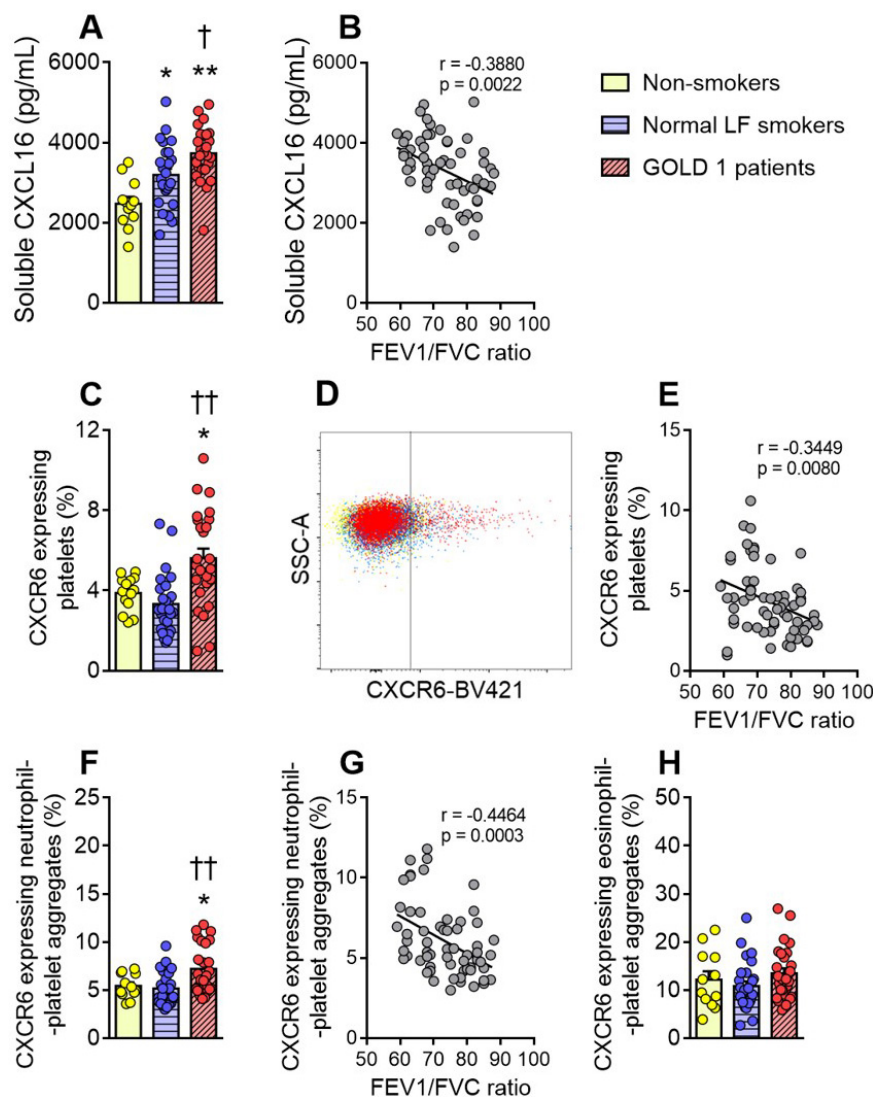 A
†
*
**
6000
4000
2000
0
Soluble CXCL16 (pg/mL)
B
r = -0.3880
p = 0.0022
6000
4000
2000
0
Soluble CXCL16 (pg/mL)
50 60 70 80 90 100
FEV1/FVC ratio
Non-smokers
Normal LF smokers
GOLD 1 patients
C
††
*
12
8
4
0
CXCR6 expressing
platelets (%)
D
SSC-A
CXCR6-BV421
E
r = -0.3449
p = 0.0080
15
10
5
0
CXCR6 expressing
platelets (%)
50 60 70 80 90 100
FEV1/FVC ratio
F
††
*
25
20
15
10
5
0
CXCR6 expressing neutrophil-
-platelet aggregates (%)
G
r = -0.4464
p = 0.0003
15
10
5
0
CXCR6 expressing neutrophil-
-platelet aggregates (%)
50 60 70 80 90 100
FEV1/FVC ratio
H
50
40
30
20
10
0
CXCR6 expressing eosinophil-
-platelet aggregates (%)